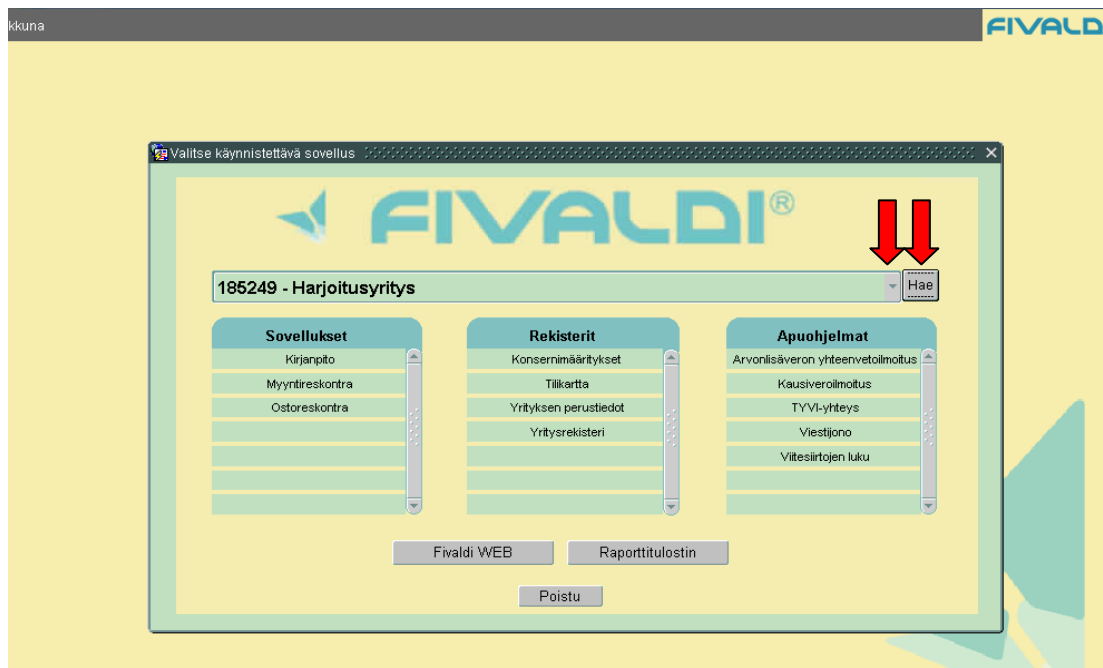 kkuna
FIVALD
Valitse käynnistettävä sovellus
FIVALDI®
185249 - Harjoitusyritys
Hae
Sovellukset
Kirjanpito
Myyntireskontra
Ostoreskontra
Rekisterit
Konsernimääritykset
Tilikartta
Yrityksen perustiedot
Yritysrekisteri
Apuohjelmat
Arvonlisäveron yhteenvetoilmoitus
Kausiveroilmoitus
TYVI-yhteys
Viestijono
Viitesiirtojen luku
Fivaldi WEB
Raporttitulostin
Poistu